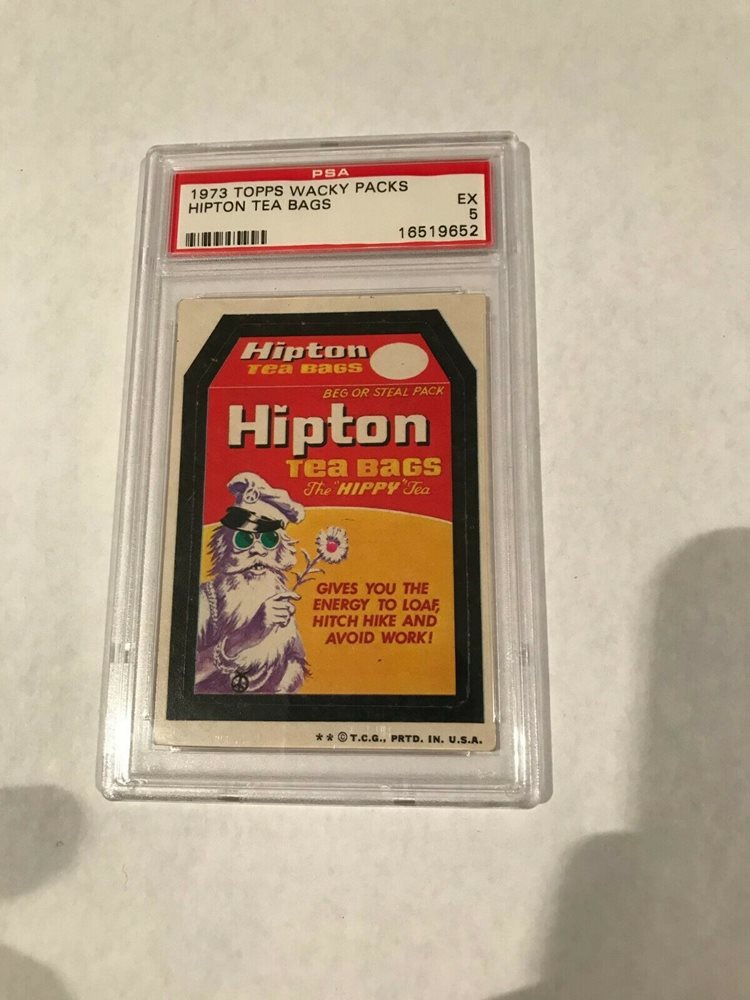 PSA
1973 TOPPS WACKY PACKS
HIPTON TEA BAGS
EX
5
16519652
Hipton
Tea BaGS
BEG OR STEAL PACK
Hipton
Tea BaGS
The "HIPPY" Tea
GIVES YOU THE
ENERGY TO LOAF,
HITCH HIKE AND
AVOID WORK!
** © T.C.G., PRTD. IN. U.S.A.